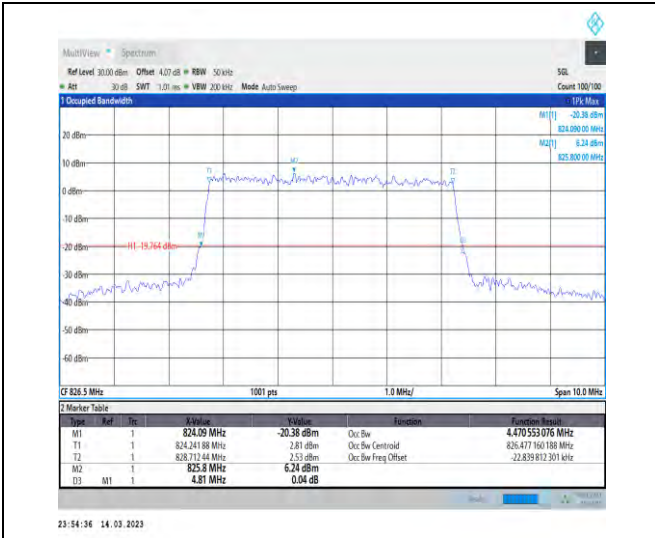 MultiView Spectrum
Ref Level 30.00 dBm Offset 4.07 dB RBW 50 kHz SGL
Att 30 dB SWT 1.01 ms VBW 200 kHz Mode Auto Sweep Count 100/100
1 Occupied Bandwidth 1Pk Max
M1[1] -20.38 dBm
824.090 00 MHz
M2[1] 6.24 dBm
825.800 00 MHz
20 dBm
10 dBm
T1 M2 T2
0 dBm
-10 dBm
M1
-20 dBm H1 -19.764 dBm
-30 dBm
-40 dBm
-50 dBm
-60 dBm
CF 826.5 MHz 1001 pts 1.0 MHz/ Span 10.0 MHz
2 Marker Table
Type Ref Trc X-Value Y-Value Function Function Result
M1 1 824.09 MHz -20.38 dBm Occ Bw 4.470 553 076 MHz
T1 1 824.241 88 MHz 2.81 dBm Occ Bw Centroid 826.477 160 188 MHz
T2 1 828.712 44 MHz 2.53 dBm Occ Bw Freq Offset -22.839 812 301 kHz
M2 1 825.8 MHz 6.24 dBm
D3 M1 1 4.81 MHz 0.04 dB
23:54:36 14.03.2023